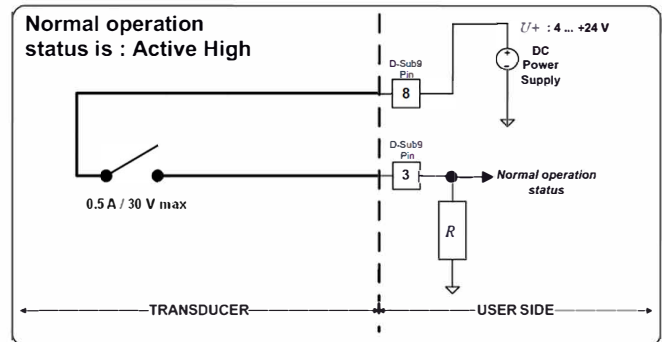 Normal operation
status is : Active High
U+ : 4 ... +24 V
DC
Power
Supply
D-Sub9
Pin
8
D-Sub9
Pin
3
Normal operation
status
0.5 A / 30 V max
R
TRANSDUCER
USER SIDE